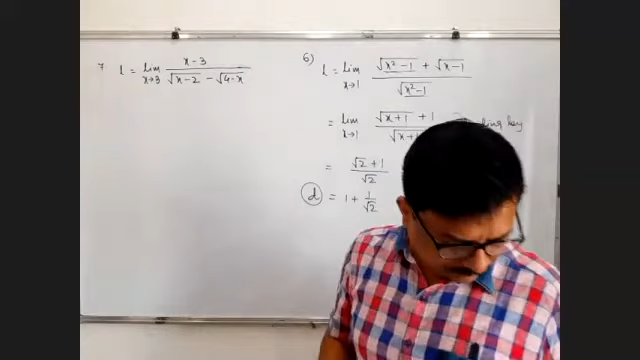 7 l = lim x→3 (x-3)/(√(x-2) - √(4-x))
6) l = lim x→1 (√(x²-1) + √(x-1))/√(x²-1)
= lim x→1 (√(x+1) + 1)/√(x+
= (√2 + 1)/√2
(d) = 1 + 1/√2